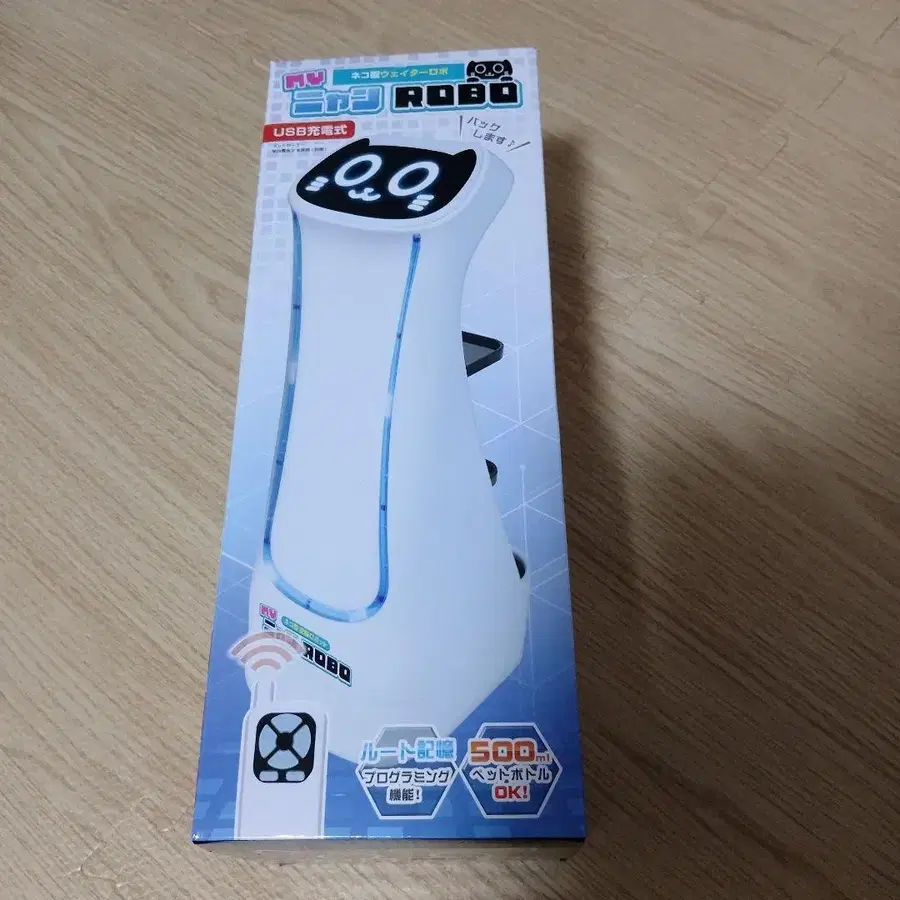 MY
ネコ型ウェイターロボ
ニャン ROBO
USB充電式
バック
します♪
MY
ROBO
ルート記憶
プログラミング
機能!
500ml
ペットボトル
OK!